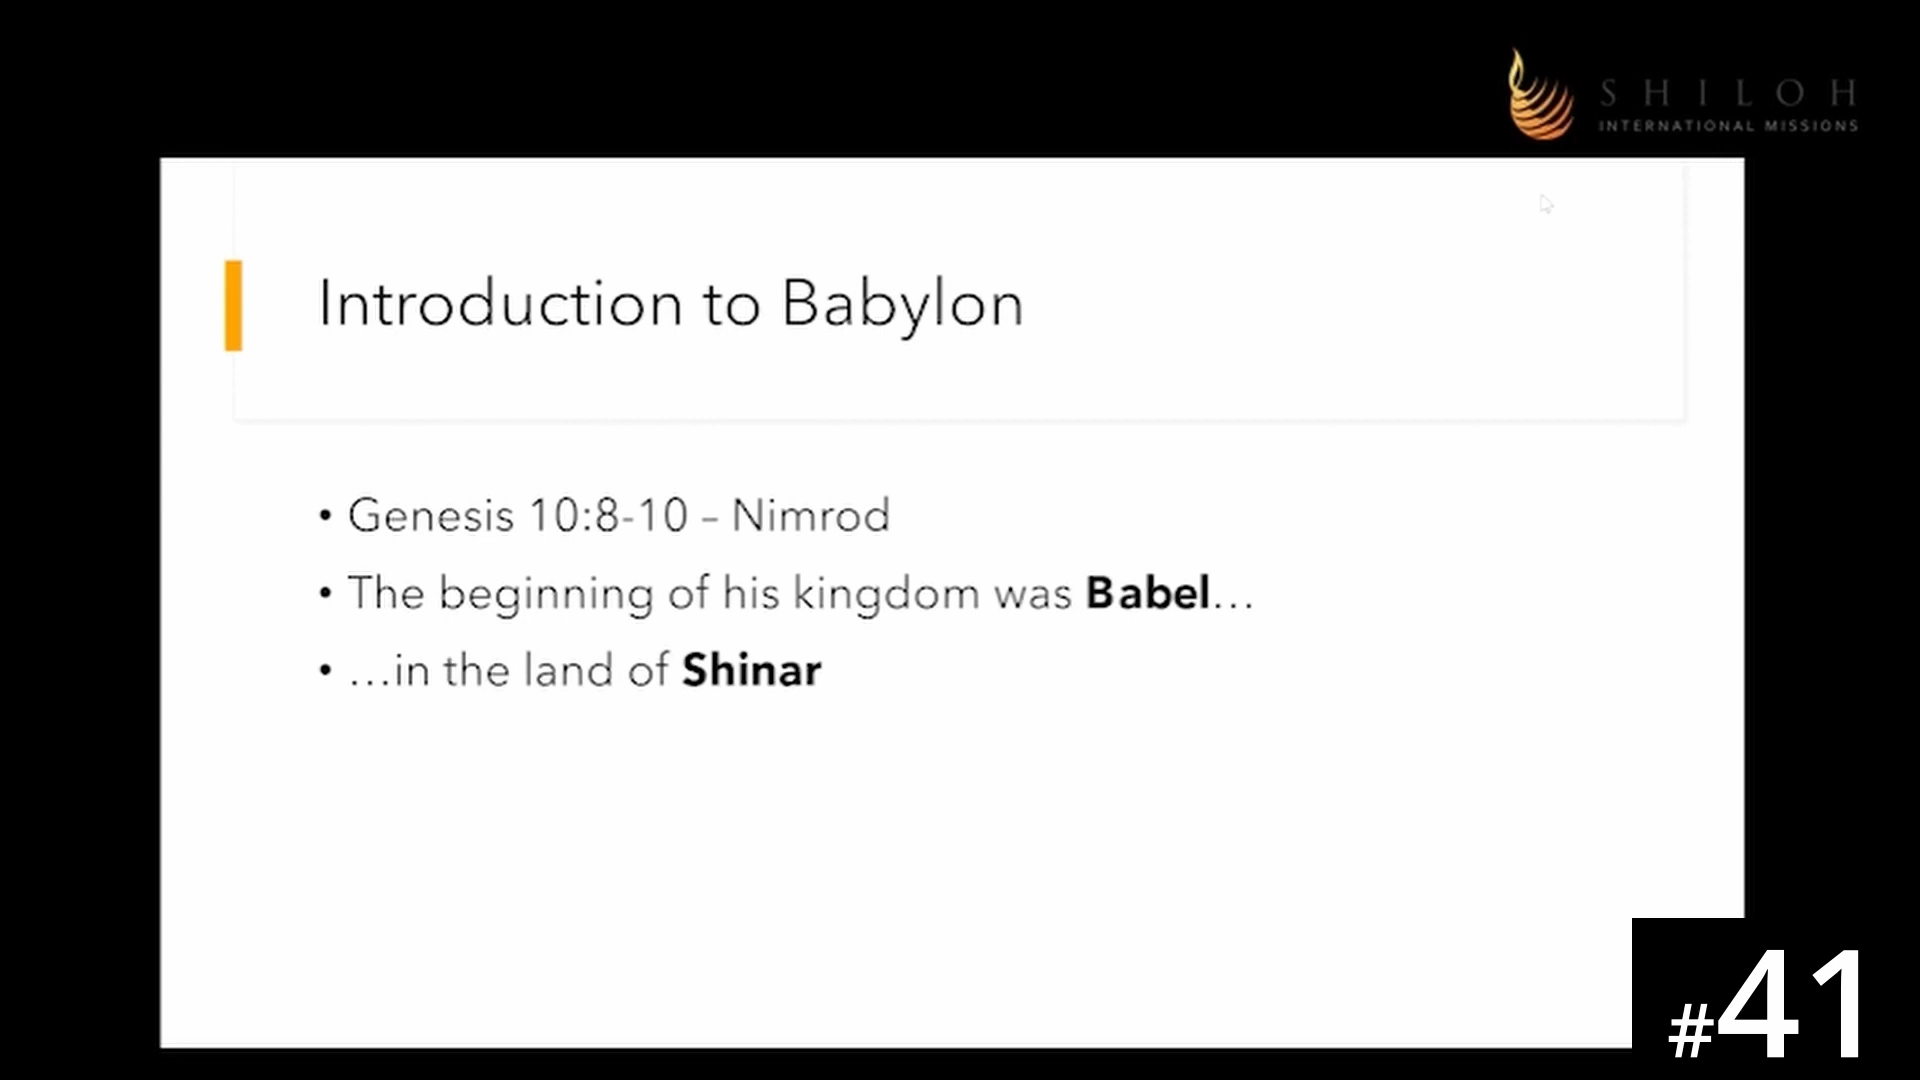 SHILOH
INTERNATIONAL MISSIONS
Introduction to Babylon
• Genesis 10:8-10 – Nimrod
• The beginning of his kingdom was Babel…
• …in the land of Shinar
#41